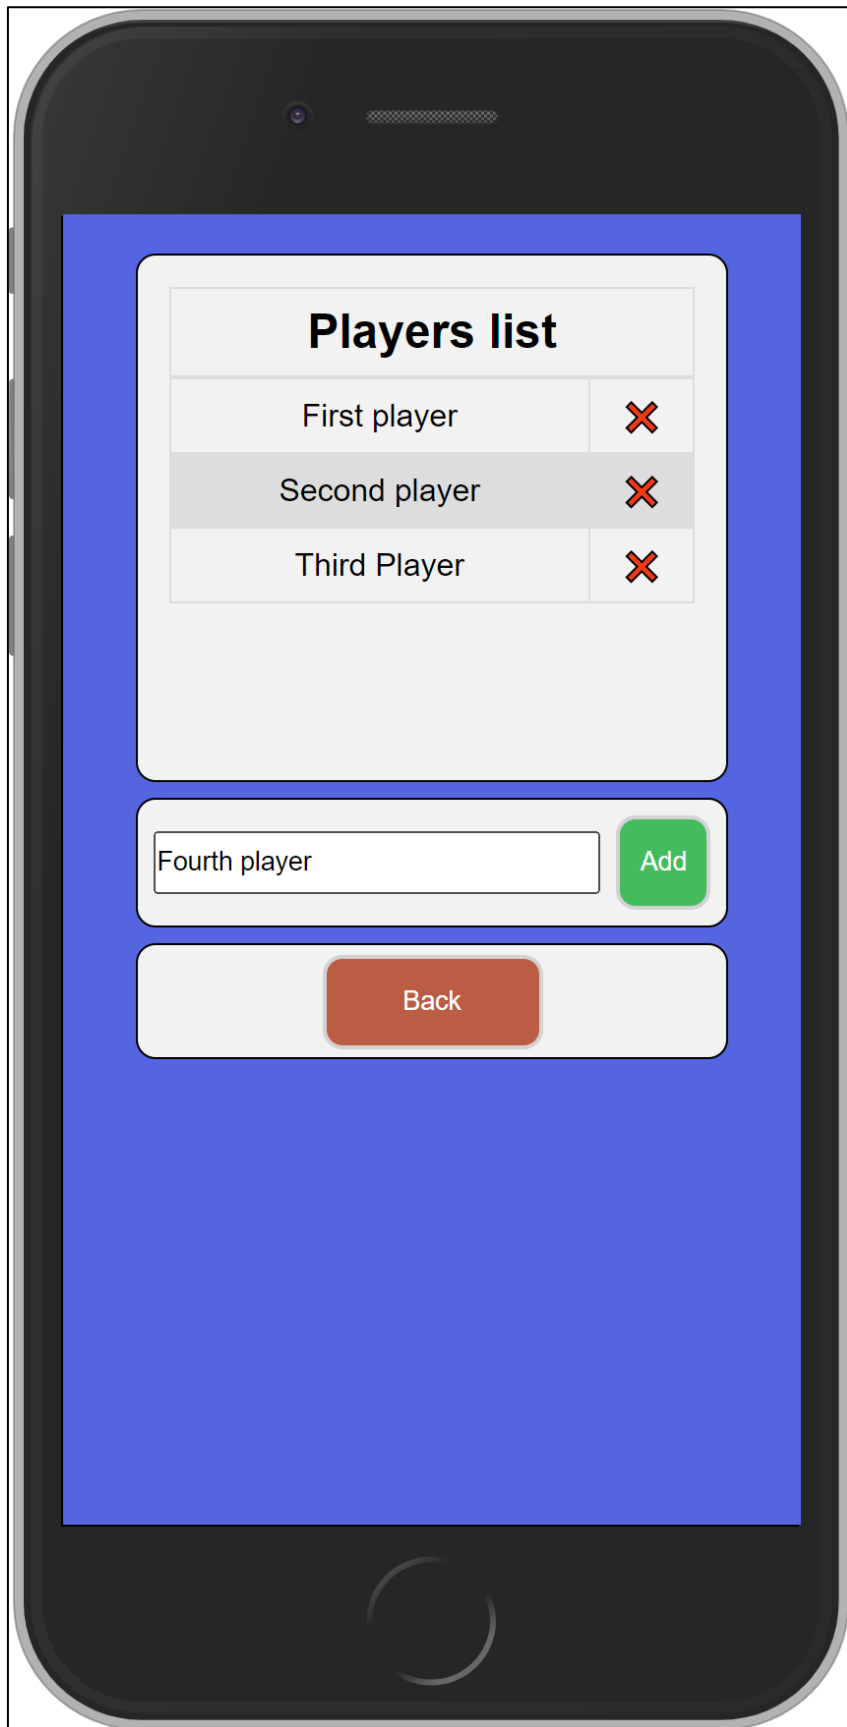 Players list
First player
Second player
Third Player
Fourth player
Add
Back